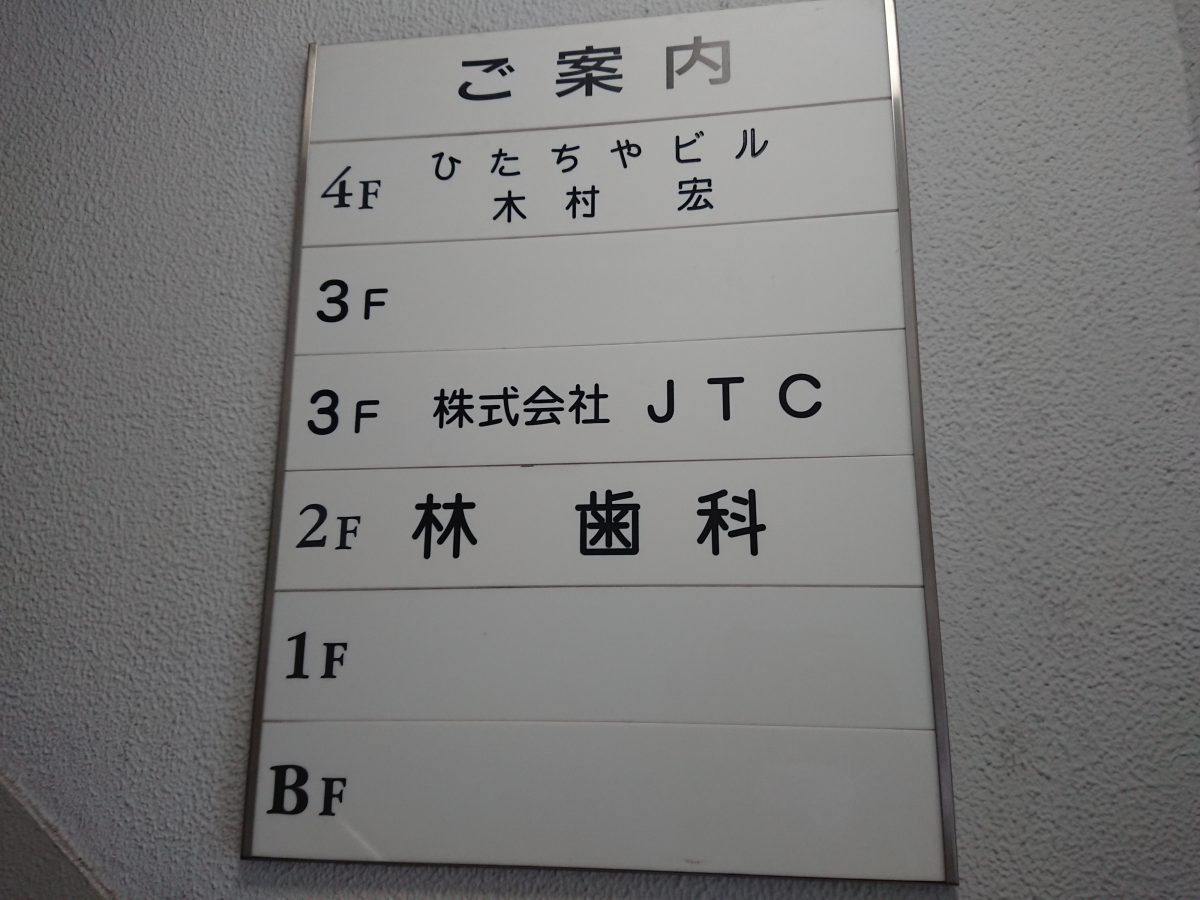 ご案内
4F ひたちやビル
木村 宏
3F
3F 株式会社 JTC
2F 林 歯科
1F
BF